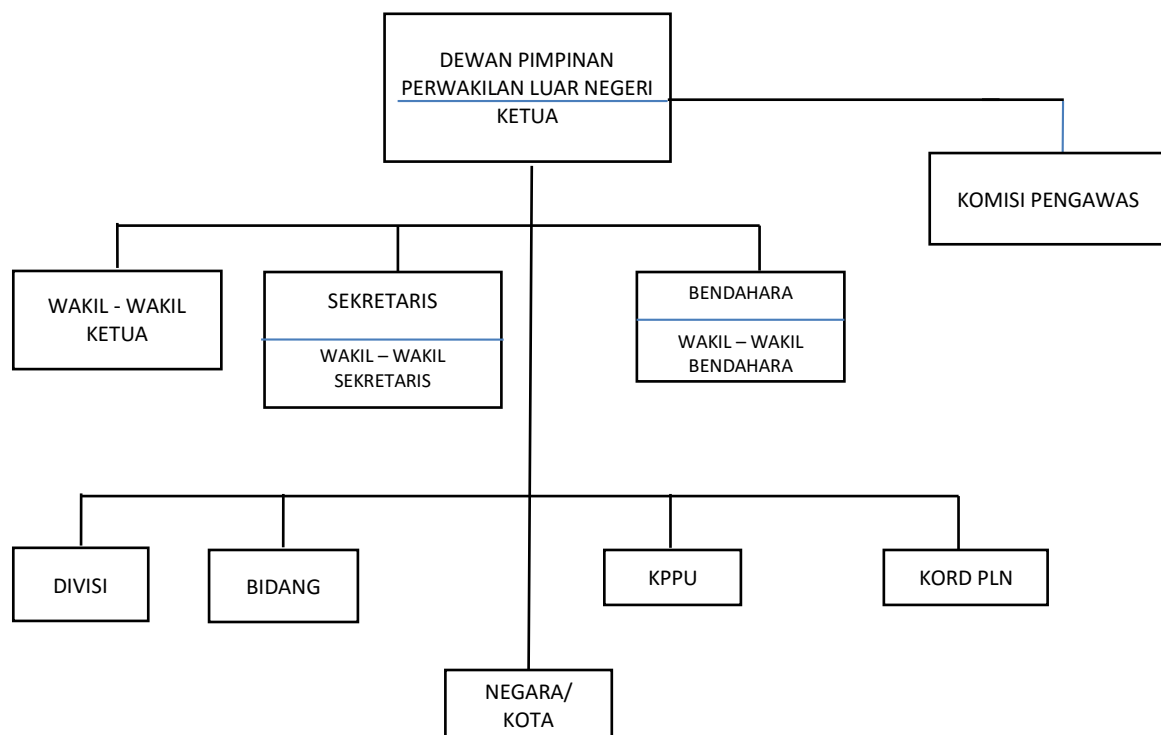 DEWAN PIMPINAN
PERWAKILAN LUAR NEGERI
KETUA
KOMISI PENGAWAS
WAKIL - WAKIL
KETUA
SEKRETARIS
WAKIL – WAKIL
SEKRETARIS
BENDAHARA
WAKIL – WAKIL
BENDAHARA
DIVISI
BIDANG
KPPU
KORD PLN
NEGARA/
KOTA